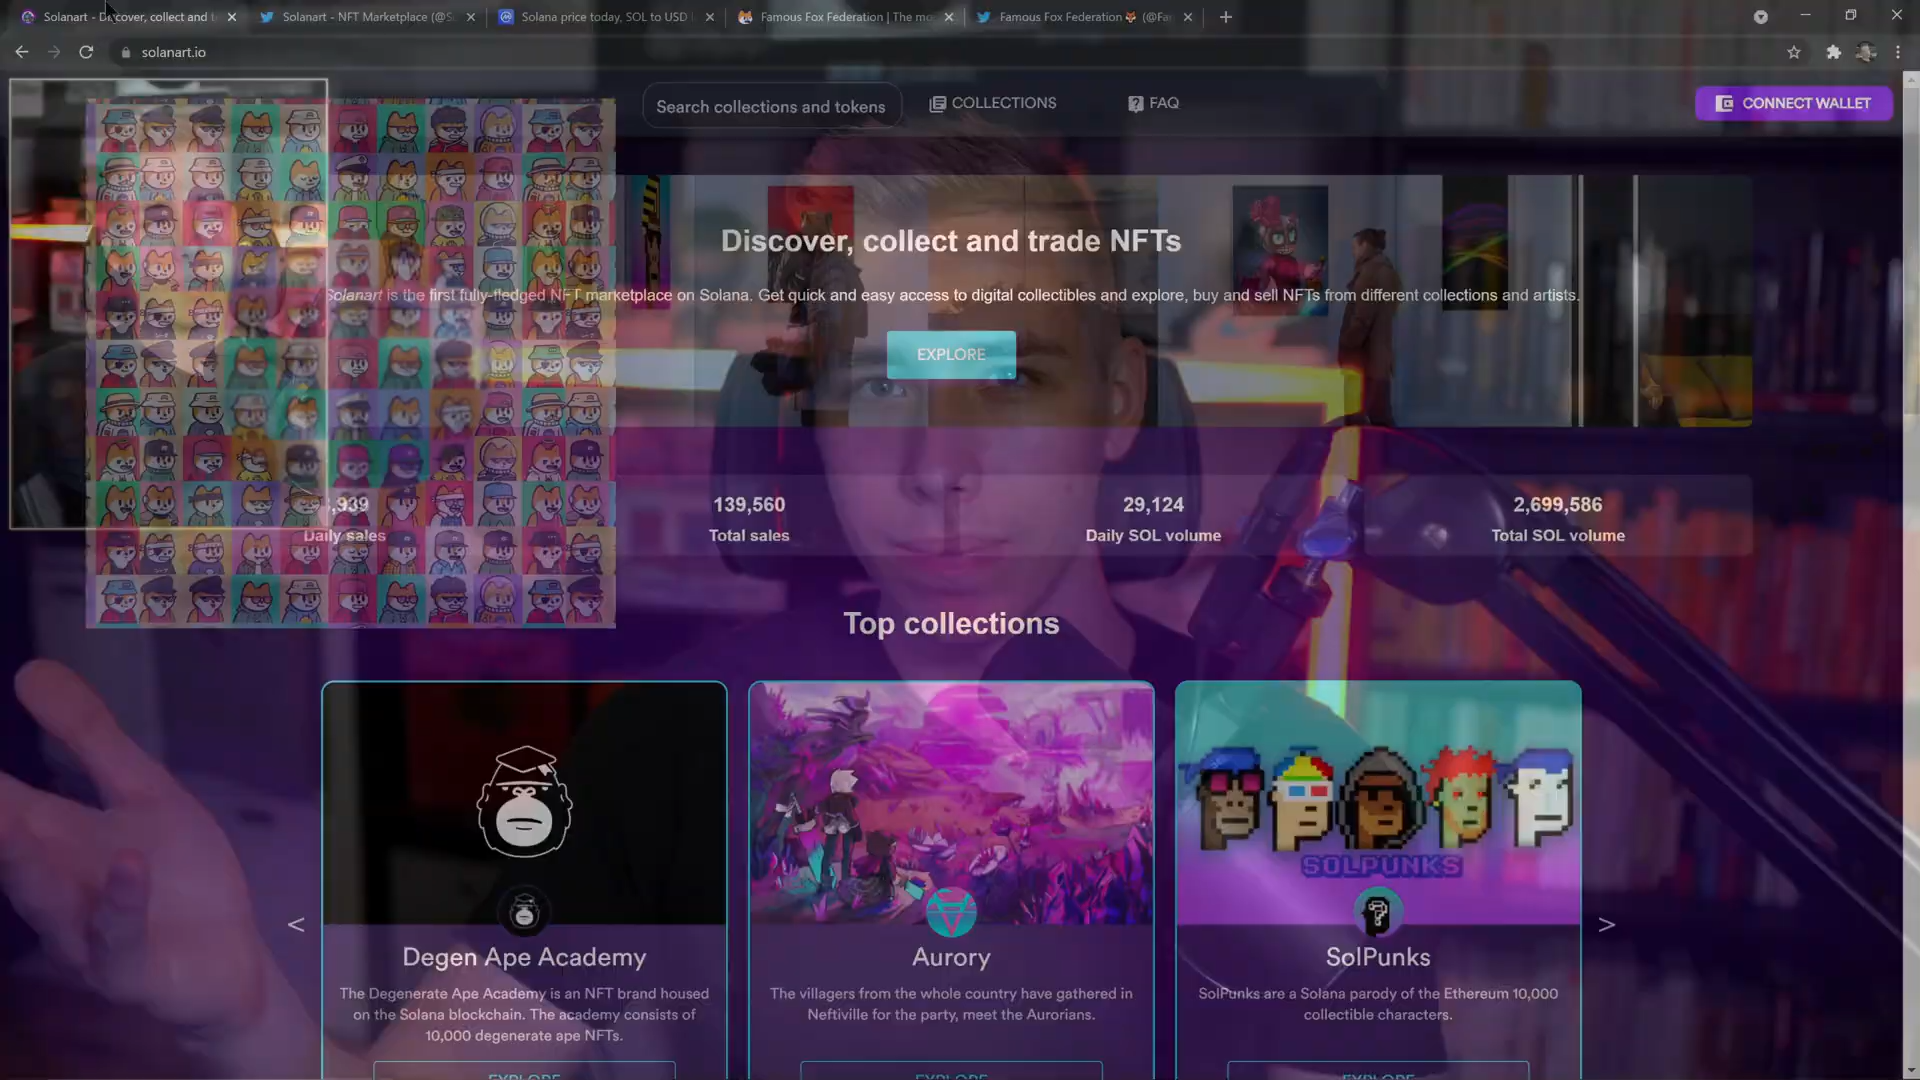 Solanart - Discover, collect and t
Solanart - NFT Marketplace (@S
Solana price today, SOL to USD
Famous Fox Federation | The mo
Famous Fox Federation 🦊 (@Fa
solanart.io
Search collections and tokens
COLLECTIONS
FAQ
CONNECT WALLET
Discover, collect and trade NFTs
Solanart is the first fully-fledged NFT marketplace on Solana. Get quick and easy access to digital collectibles and explore, buy and sell NFTs from different collections and artists.
EXPLORE
,939
Daily sales
139,560
Total sales
29,124
Daily SOL volume
2,699,586
Total SOL volume
Top collections
<
>
Degen Ape Academy
The Degenerate Ape Academy is an NFT brand housed
on the Solana blockchain. The academy consists of
10,000 degenerate ape NFTs.
EXPLORE
Aurory
The villagers from the whole country have gathered in
Neftiville for the party, meet the Aurorians.
EXPLORE
SOLPUNKS
SolPunks
SolPunks are a Solana parody of the Ethereum 10,000
collectible characters.
EXPLORE